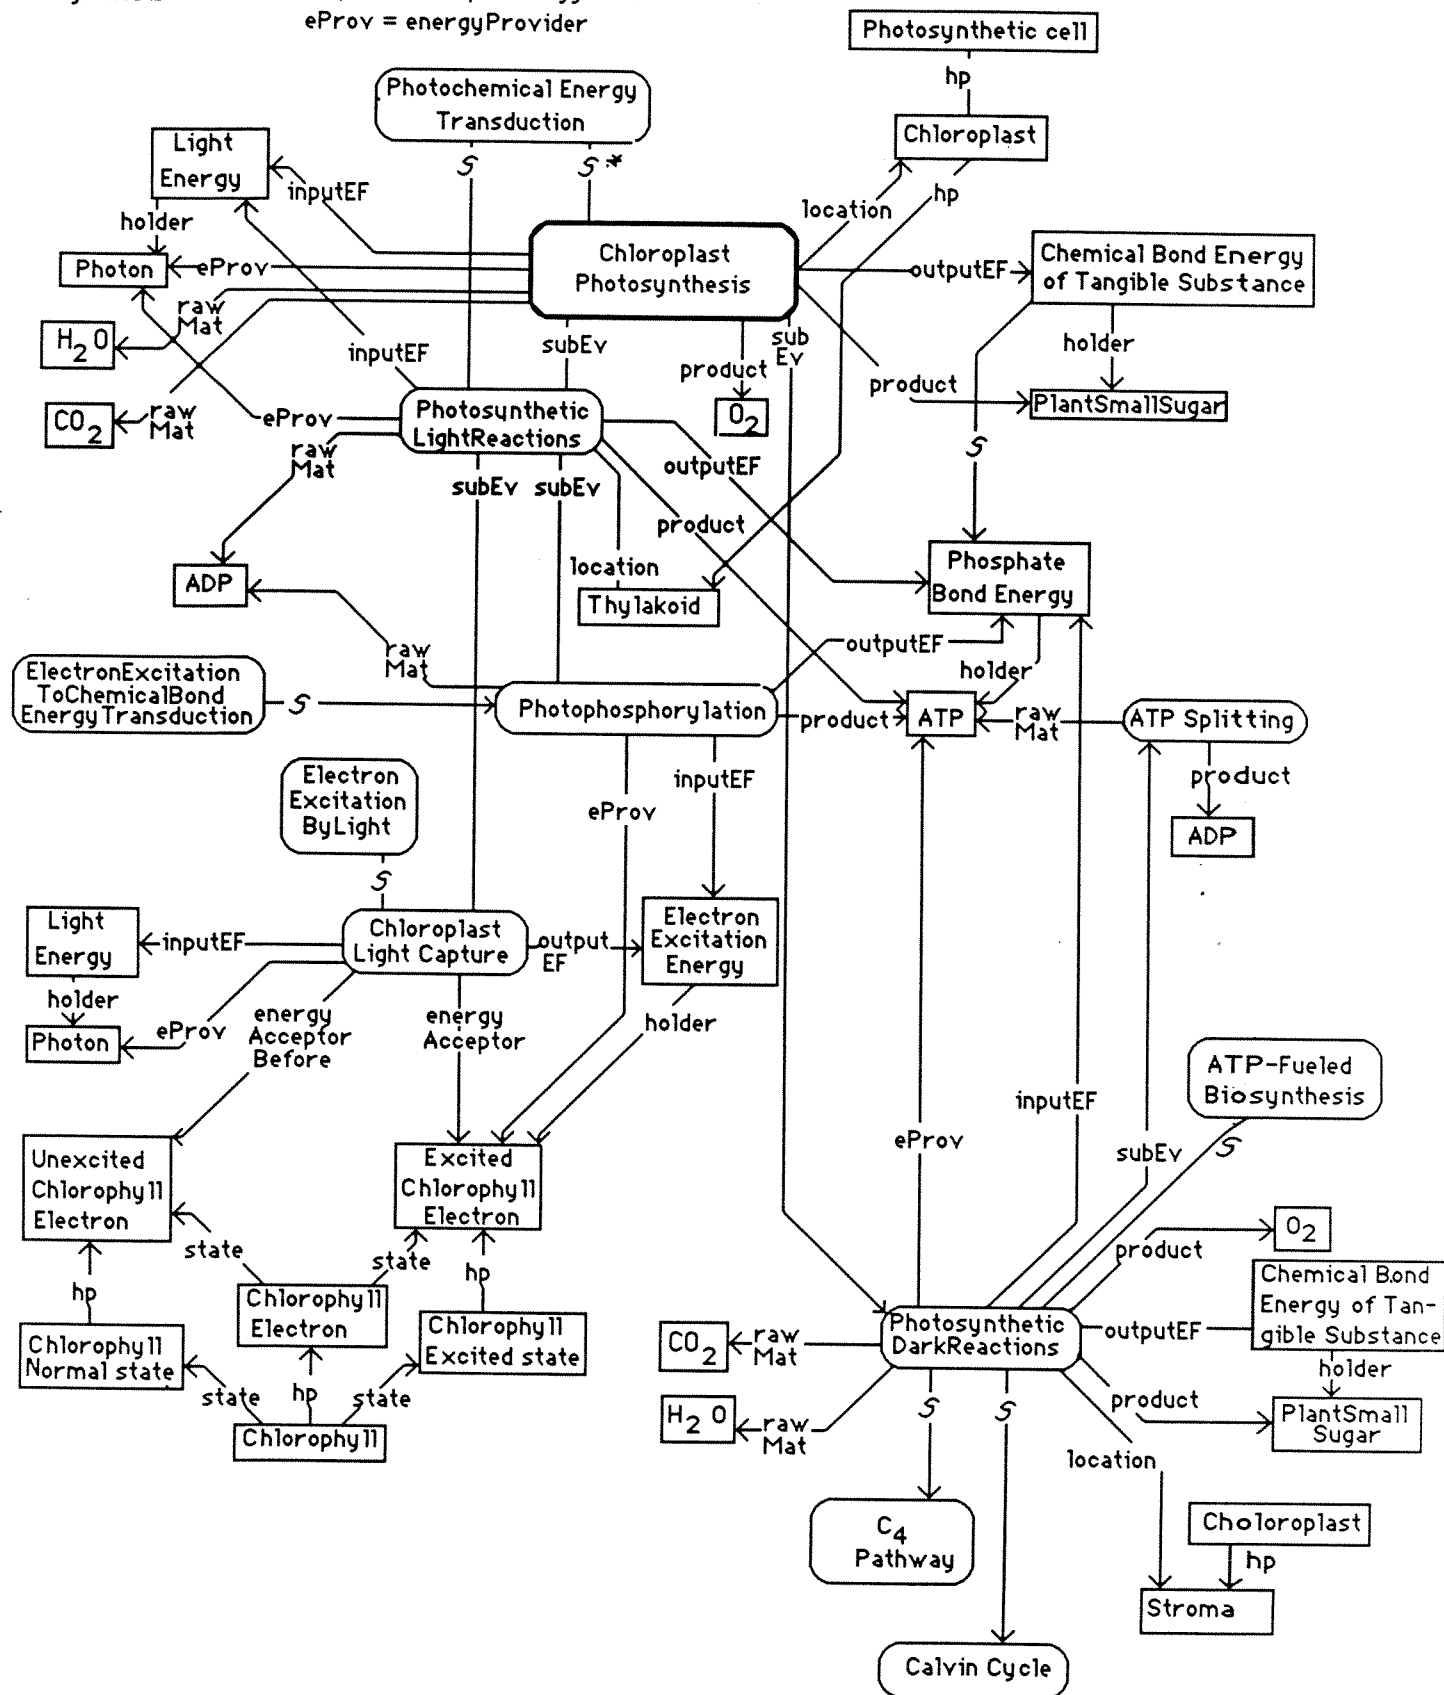 eProv = energyProvider
Photosynthetic cell
hp
Photochemical Energy
Transduction
Chloroplast
Light
Energy
S
S*
inputEF
hp
location
holder
Chloroplast
Photosynthesis
Chemical Bond Energy
of Tangible Substance
Photon
eProv
outputEF
raw
Mat
H2O
inputEF
subEv
sub
Ev
holder
product
product
PlantSmallSugar
CO2
raw
Mat
eProv
Photosynthetic
LightReactions
O2
raw
Mat
outputEF
S
subEv
subEv
product
Phosphate
Bond Energy
location
ADP
Thylakoid
outputEF
raw
Mat
holder
ElectronExcitation
ToChemicalBond
EnergyTransduction
S
Photophosphorylation
product
ATP
raw
Mat
ATP Splitting
Electron
Excitation
ByLight
inputEF
product
eProv
ADP
S
Light
Energy
inputEF
Chloroplast
Light Capture
output
EF
Electron
Excitation
Energy
holder
Photon
eProv
energy
Acceptor
Before
energy
Acceptor
holder
ATP-Fueled
Biosynthesis
inputEF
eProv
subEv
S
Unexcited
Chlorophyll
Electron
Excited
Chlorophyll
Electron
O2
state
state
product
hp
hp
Chemical Bond
Energy of Tan-
gible Substance
Chlorophyll
Electron
Chlorophyll
Excited state
Photosynthetic
DarkReactions
outputEF
Chlorophyll
Normal state
CO2
raw
Mat
holder
state
hp
state
S
S
product
PlantSmall
Sugar
H2O
raw
Mat
Chlorophyll
location
C4
Pathway
Choloroplast
hp
Stroma
Calvin Cycle